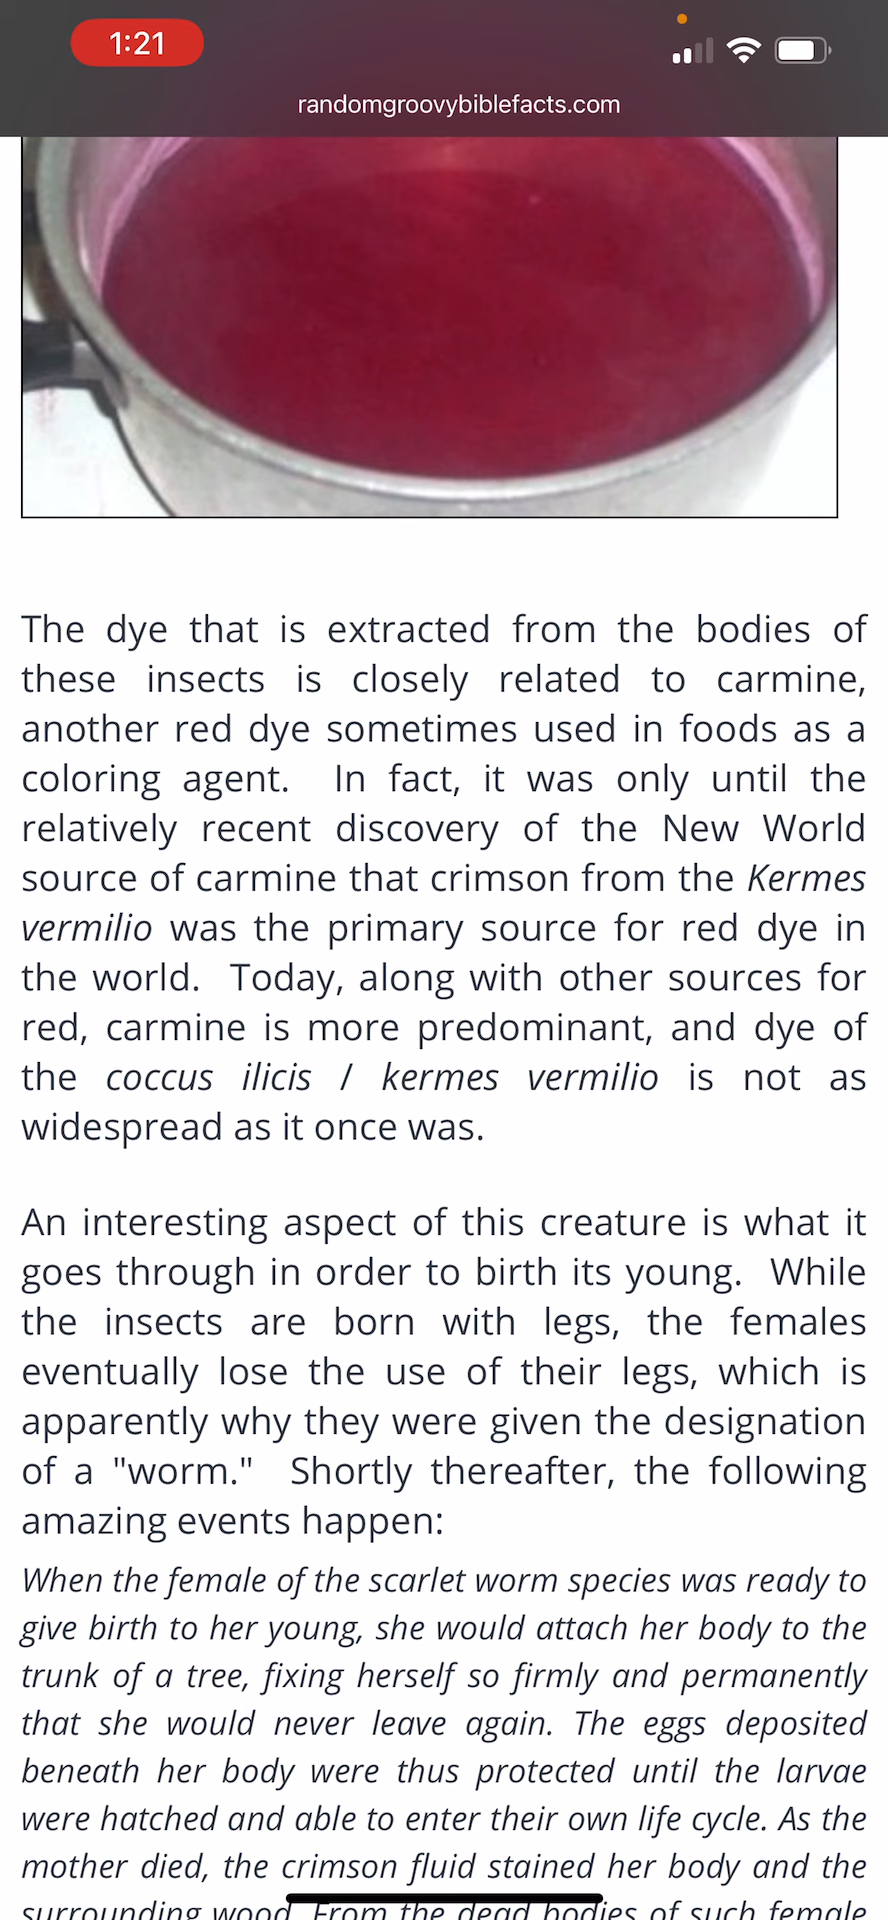 1:21
randomgroovybiblefacts.com
The dye that is extracted from the bodies of
these insects is closely related to carmine,
another red dye sometimes used in foods as a
coloring agent.  In fact, it was only until the
relatively recent discovery of the New World
source of carmine that crimson from the Kermes
vermilio was the primary source for red dye in
the world.  Today, along with other sources for
red, carmine is more predominant, and dye of
the coccus ilicis / kermes vermilio is not as
widespread as it once was.
An interesting aspect of this creature is what it
goes through in order to birth its young.  While
the insects are born with legs, the females
eventually lose the use of their legs, which is
apparently why they were given the designation
of a "worm."  Shortly thereafter, the following
amazing events happen:
When the female of the scarlet worm species was ready to
give birth to her young, she would attach her body to the
trunk of a tree, fixing herself so firmly and permanently
that she would never leave again. The eggs deposited
beneath her body were thus protected until the larvae
were hatched and able to enter their own life cycle. As the
mother died, the crimson fluid stained her body and the
surrounding wood. From the dead bodies of such female